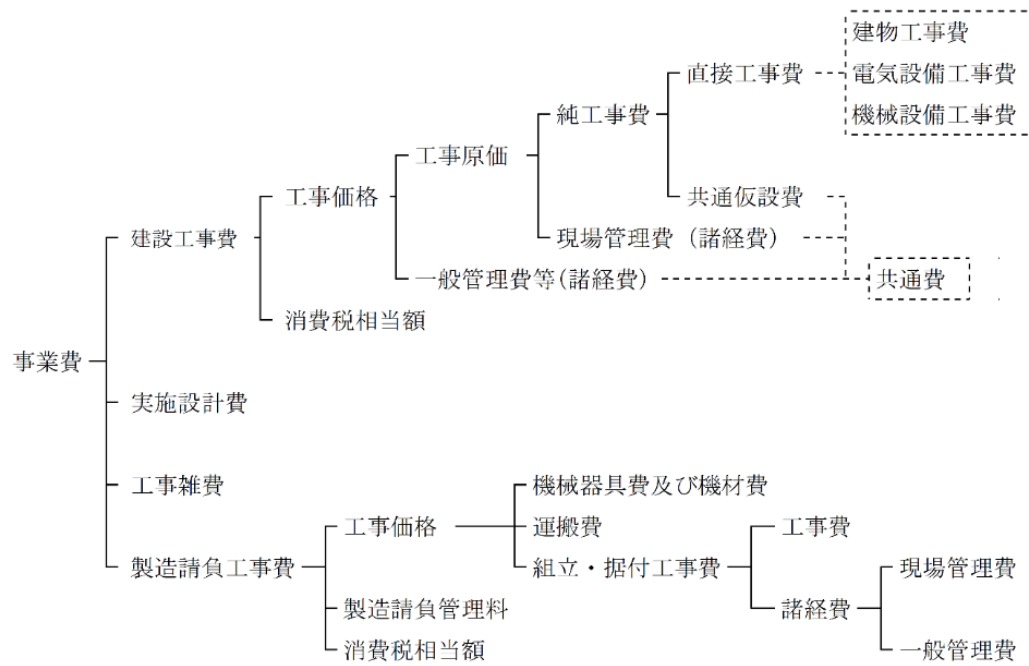 建物工事費
直接工事費
電気設備工事費
純工事費
機械設備工事費
工事原価
工事価格
共通仮設費
建設工事費
現場管理費（諸経費）
一般管理費等(諸経費)
共通費
消費税相当額
事業費
実施設計費
工事雑費
機械器具費及び機材費
工事価格
運搬費
工事費
製造請負工事費
組立・据付工事費
現場管理費
製造請負管理料
諸経費
消費税相当額
一般管理費